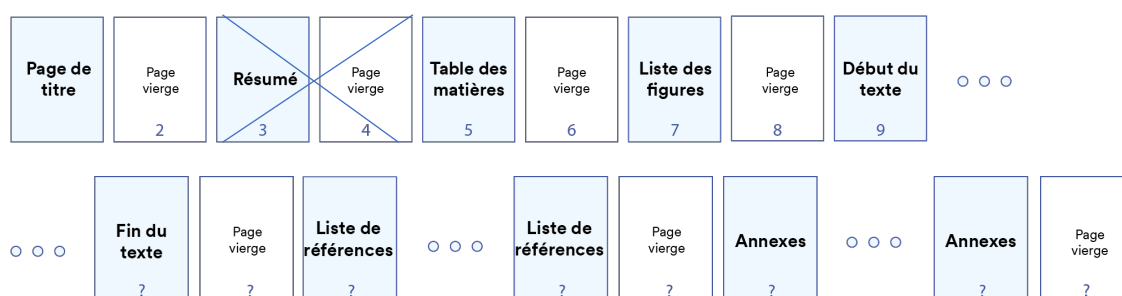 Page de
titre
Page
vierge
2
Résumé
3
Page
vierge
4
Table des
matières
5
Page
vierge
6
Liste des
figures
7
Page
vierge
8
Début du
texte
9
Fin du
texte
?
Page
vierge
?
Liste de
références
?
Liste de
références
?
Page
vierge
?
Annexes
?
Annexes
?
Page
vierge
?